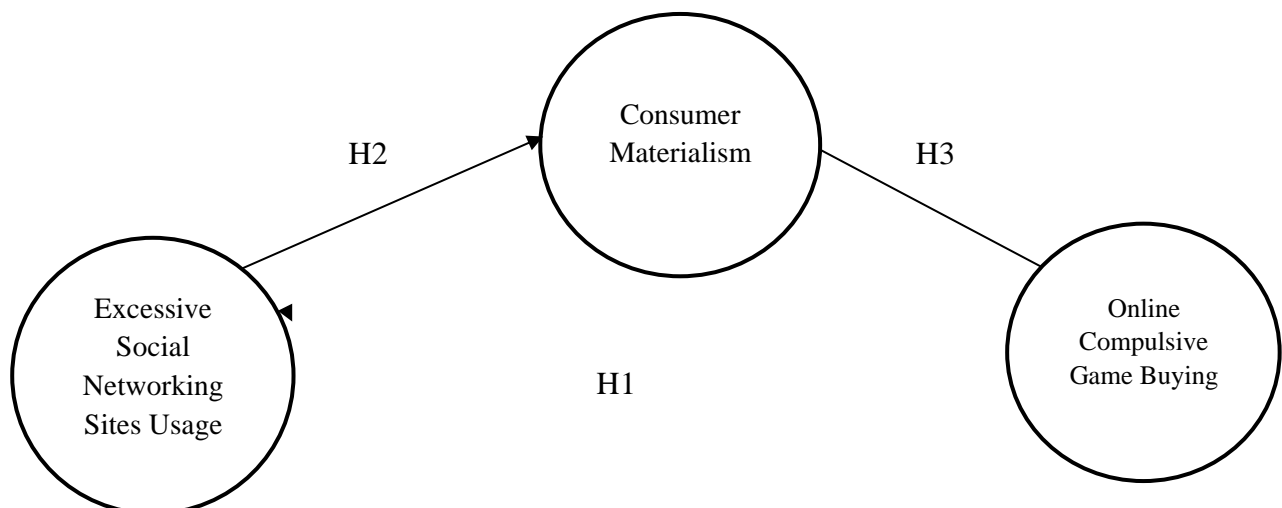 Consumer
Materialism
H2
H3
Excessive
Social
Networking
Sites Usage
Online
Compulsive
Game Buying
H1